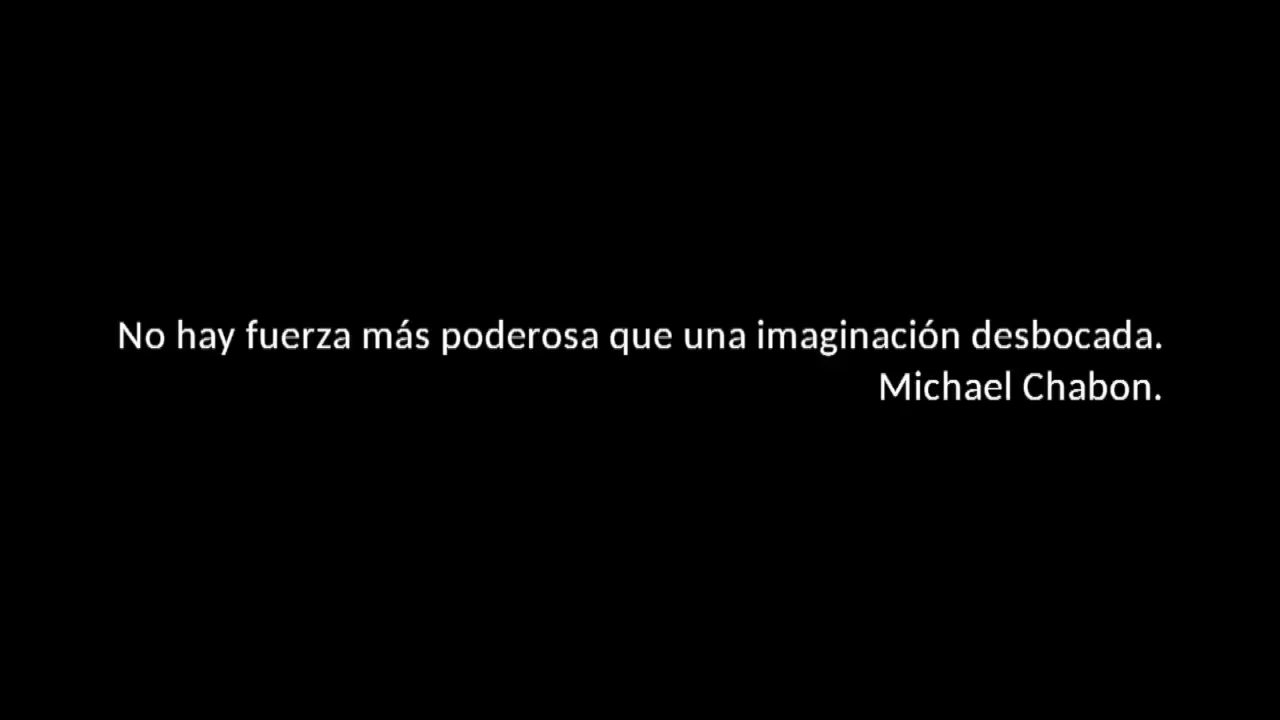 No hay fuerza más poderosa que una imaginación desbocada.
Michael Chabon.